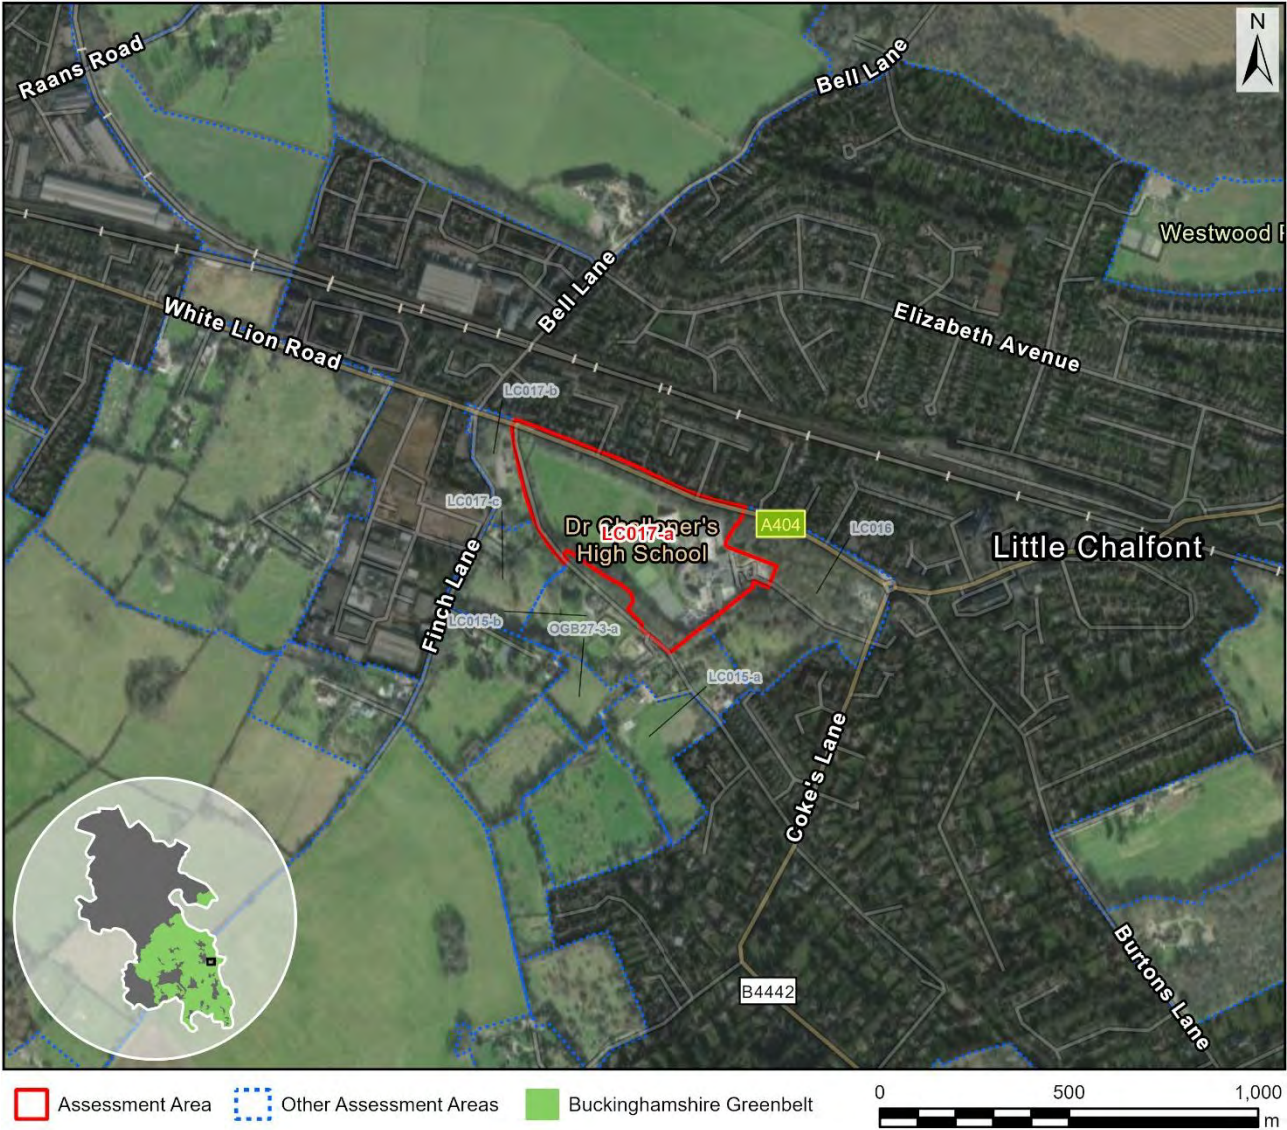 N
Raans Road
Bell Lane
Westwood
White Lion Road
Bell Lane
Elizabeth Avenue
LC017-b
LC017-c
Dr Challoner's
LC017-a
High School
A404
LC016
Little Chalfont
Finch Lane
LC015-b
OGB27-3-a
LC015-a
Coke's Lane
B4442
Burtons Lane
Assessment Area
Other Assessment Areas
Buckinghamshire Greenbelt
0 500 1,000
m